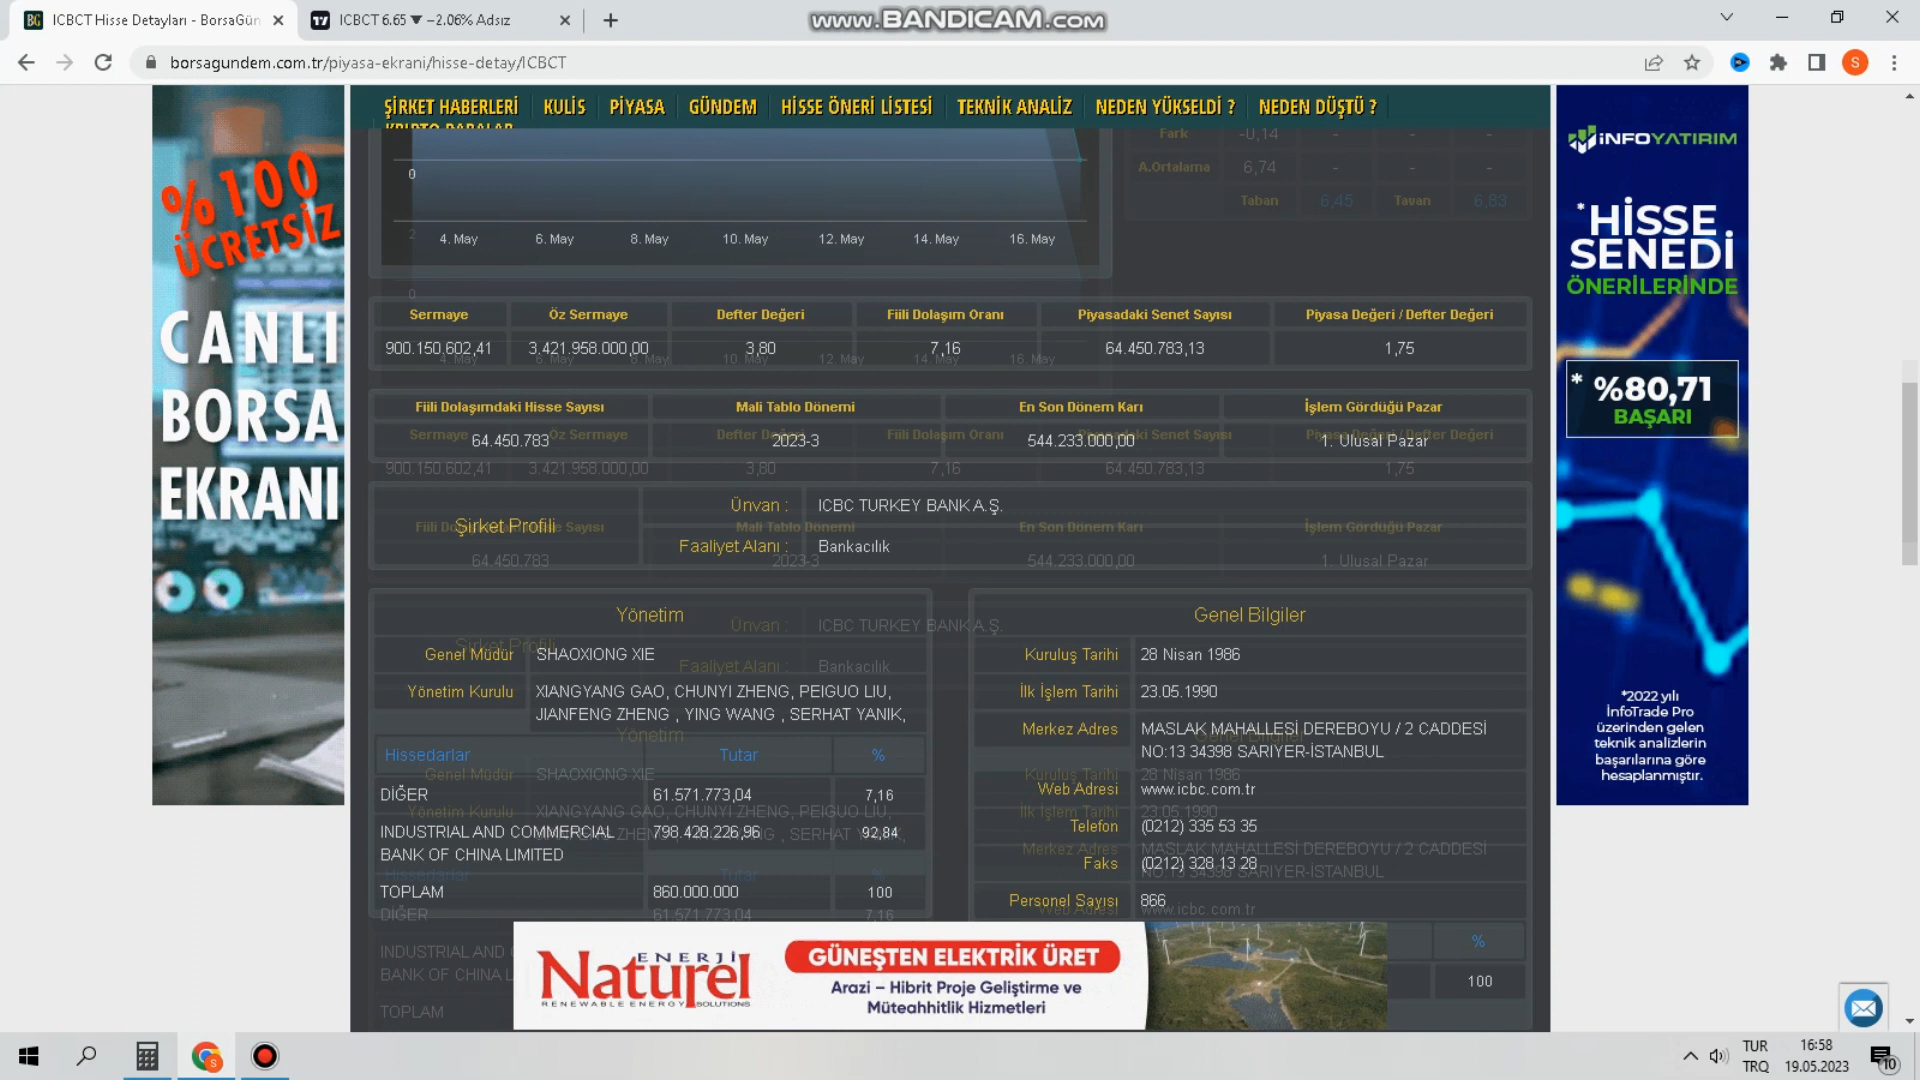 ICBCT Hisse Detayları - BorsaGün
ICBCT 6.65 ▼ −2.06% Adsız
www.BANDICAM.com
borsagundem.com.tr/piyasa-ekrani/hisse-detay/ICBCT
ŞİRKET HABERLERİ KULİS PİYASA GÜNDEM HİSSE ÖNERİ LİSTESİ TEKNİK ANALİZ NEDEN YÜKSELDİ ? NEDEN DÜŞTÜ ?
KRIPTO PARALAR
%100
ÜCRETSİZ
CANLI
BORSA
EKRANI
0
4. May 6. May 8. May 10. May 12. May 14. May 16. May
Fark -0,14 - - -
A.Ortalama 6,74 - - -
Taban 6,45 Tavan 6,83
Sermaye Öz Sermaye Defter Değeri Fiili Dolaşım Oranı Piyasadaki Senet Sayısı Piyasa Değeri / Defter Değeri
900.150.602,41 3.421.958.000,00 3,80 7,16 64.450.783,13 1,75
Fiili Dolaşımdaki Hisse Sayısı Mali Tablo Dönemi En Son Dönem Karı İşlem Gördüğü Pazar
64.450.783 2023-3 544.233.000,00 1. Ulusal Pazar
Şirket Profili
Ünvan : ICBC TURKEY BANK A.Ş.
Faaliyet Alanı : Bankacılık
Yönetim
Genel Müdür SHAOXIONG XIE
Yönetim Kurulu XIANGYANG GAO, CHUNYI ZHENG, PEIGUO LIU,
JIANFENG ZHENG , YING WANG , SERHAT YANIK,
Hissedarlar Tutar %
DİĞER 61.571.773,04 7,16
INDUSTRIAL AND COMMERCIAL 798.428.226,96 92,84
BANK OF CHINA LIMITED
TOPLAM 860.000.000 100
Genel Bilgiler
Kuruluş Tarihi 28 Nisan 1986
İlk İşlem Tarihi 23.05.1990
Merkez Adres MASLAK MAHALLESİ DEREBOYU / 2 CADDESİ
NO:13 34398 SARIYER-İSTANBUL
Web Adresi www.icbc.com.tr
Telefon (0212) 335 53 35
Faks (0212) 328 13 28
Personel Sayısı 866
%
100
iNFOYATIRIM
*HİSSE
SENEDİ
ÖNERİLERİNDE
* %80,71
BAŞARI
*2022 yılı
İnfoTrade Pro
üzerinden gelen
teknik analizlerin
başarılarına göre
hesaplanmıştır.
ENERJİ
Naturel
RENEWABLE ENERGY SOLUTIONS
GÜNEŞTEN ELEKTRİK ÜRET
Arazi – Hibrit Proje Geliştirme ve
Müteahhitlik Hizmetleri
TUR
TRQ
16:58
19.05.2023
10